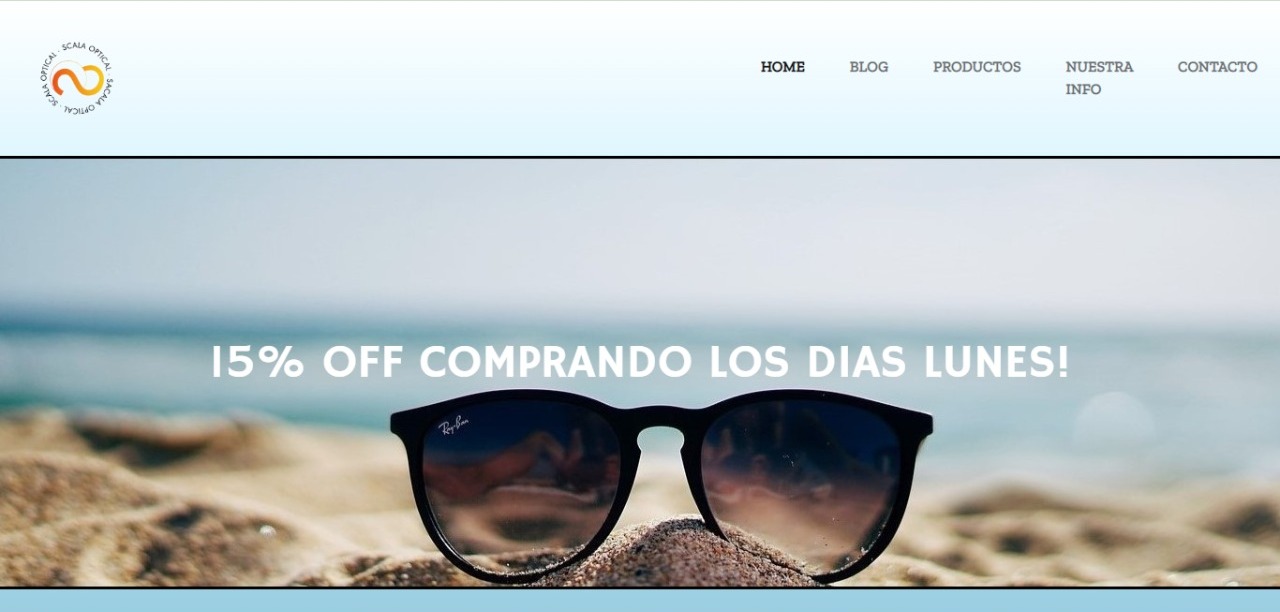 SCALA OPTICAL · SCALA OPTICAL · SACALA OPTICAL ·
HOME BLOG PRODUCTOS NUESTRA INFO CONTACTO
15% OFF COMPRANDO LOS DIAS LUNES!
Ray-Ban